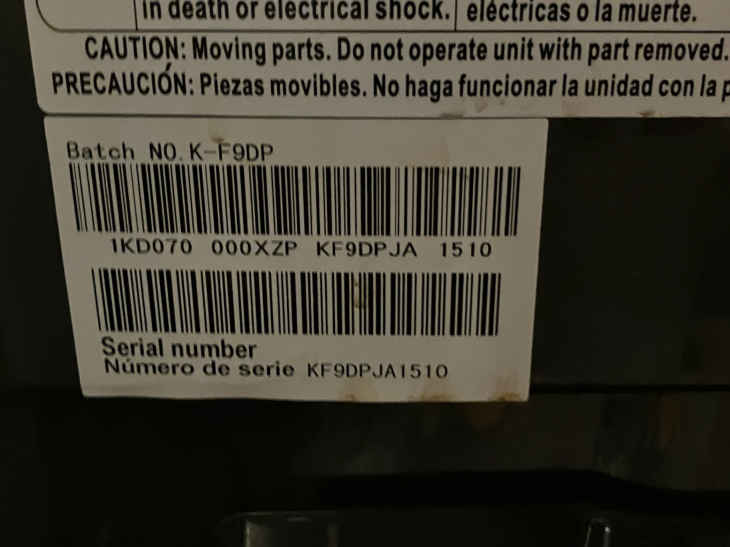 in death or electrical shock. eléctricas o la muerte.
CAUTION: Moving parts. Do not operate unit with part removed.
PRECAUCIÓN: Piezas movibles. No haga funcionar la unidad con la
Batch NO. K-F9DP
1KD070 000XZP KF9DPJA 1510
Serial number
Número de serie KF9DPJA1510